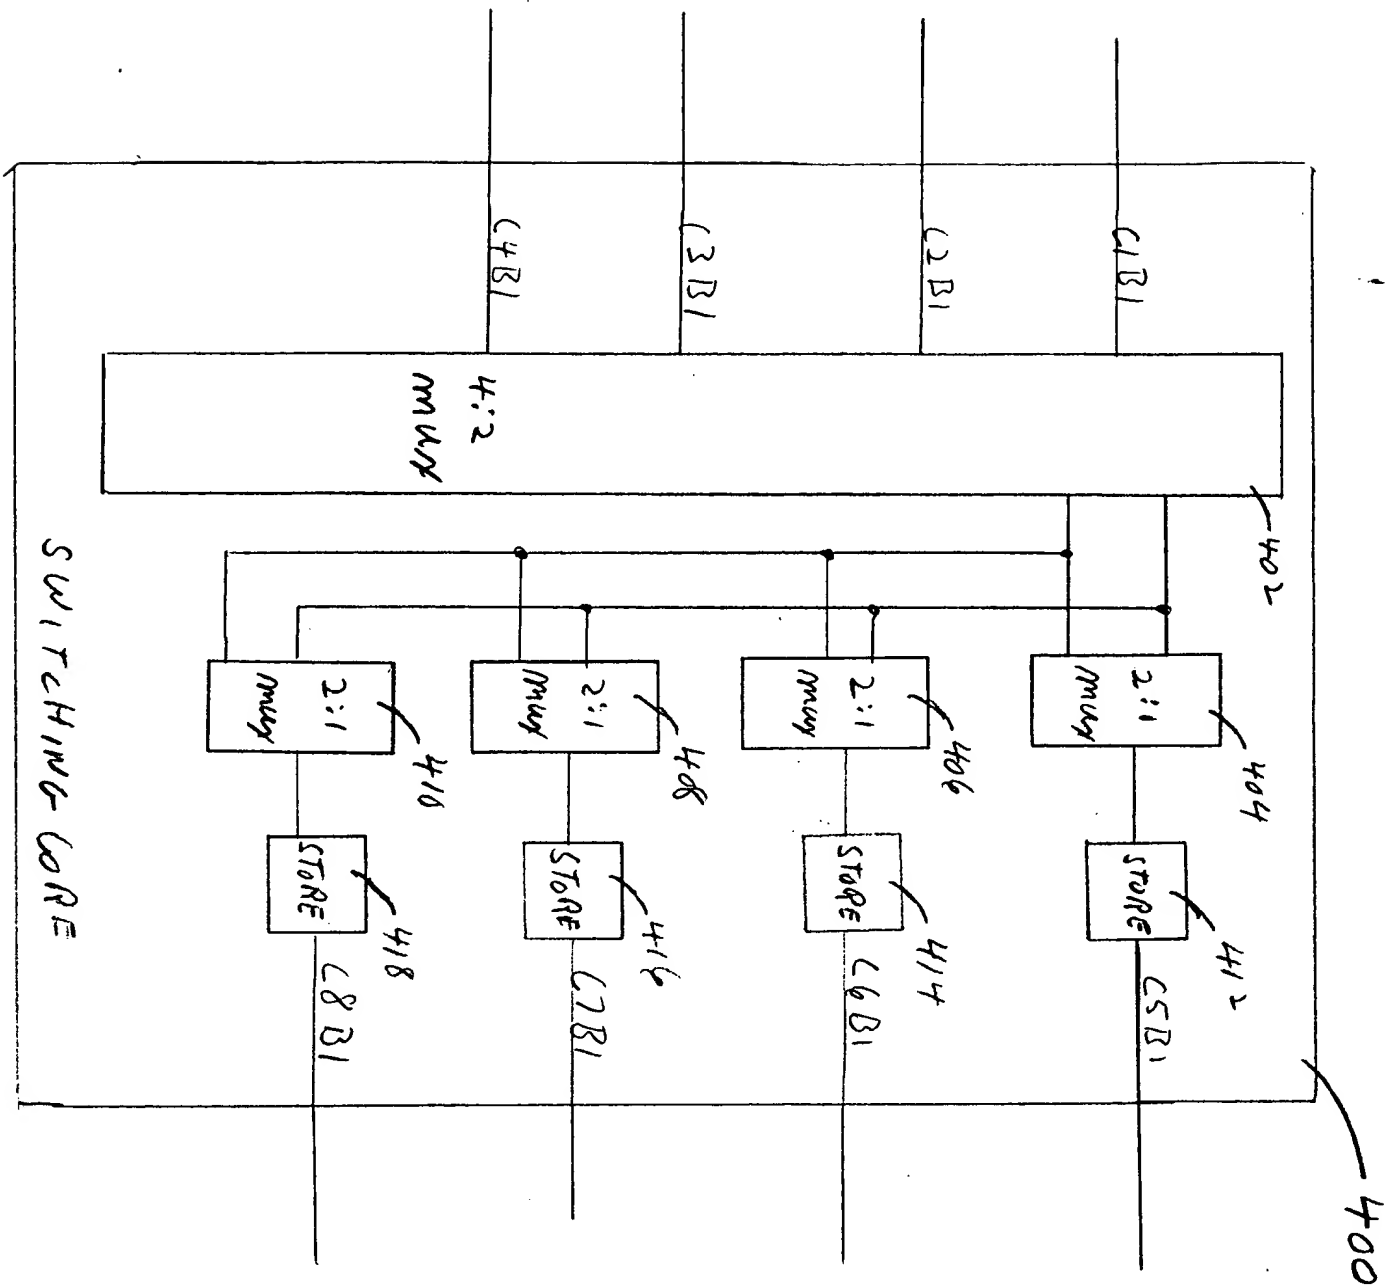 400
C1B1
C2B1
C3B1
C4B1
402
4:2
mux
404
2:1
mux
406
2:1
mux
408
2:1
mux
410
2:1
mux
412
STORE
C5B1
414
STORE
C6B1
416
STORE
C7B1
418
STORE
C8B1
SWITCHING CORE